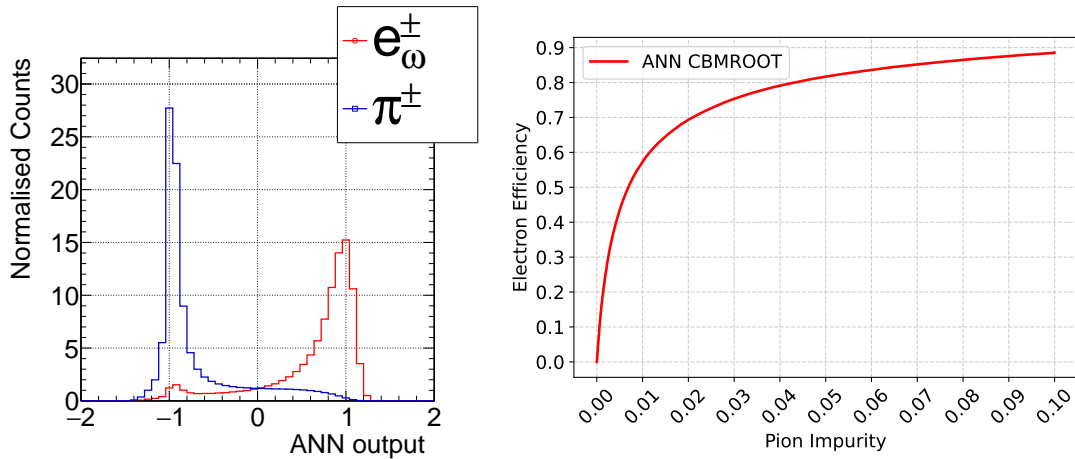 e±ω
π±
Normalised Counts
30
25
20
15
10
5
0
−2 −1 0 1 2
ANN output
ANN CBMROOT
Electron Efficiency
0.9
0.8
0.7
0.6
0.5
0.4
0.3
0.2
0.1
0.0
0.00 0.01 0.02 0.03 0.04 0.05 0.06 0.07 0.08 0.09 0.10
Pion Impurity